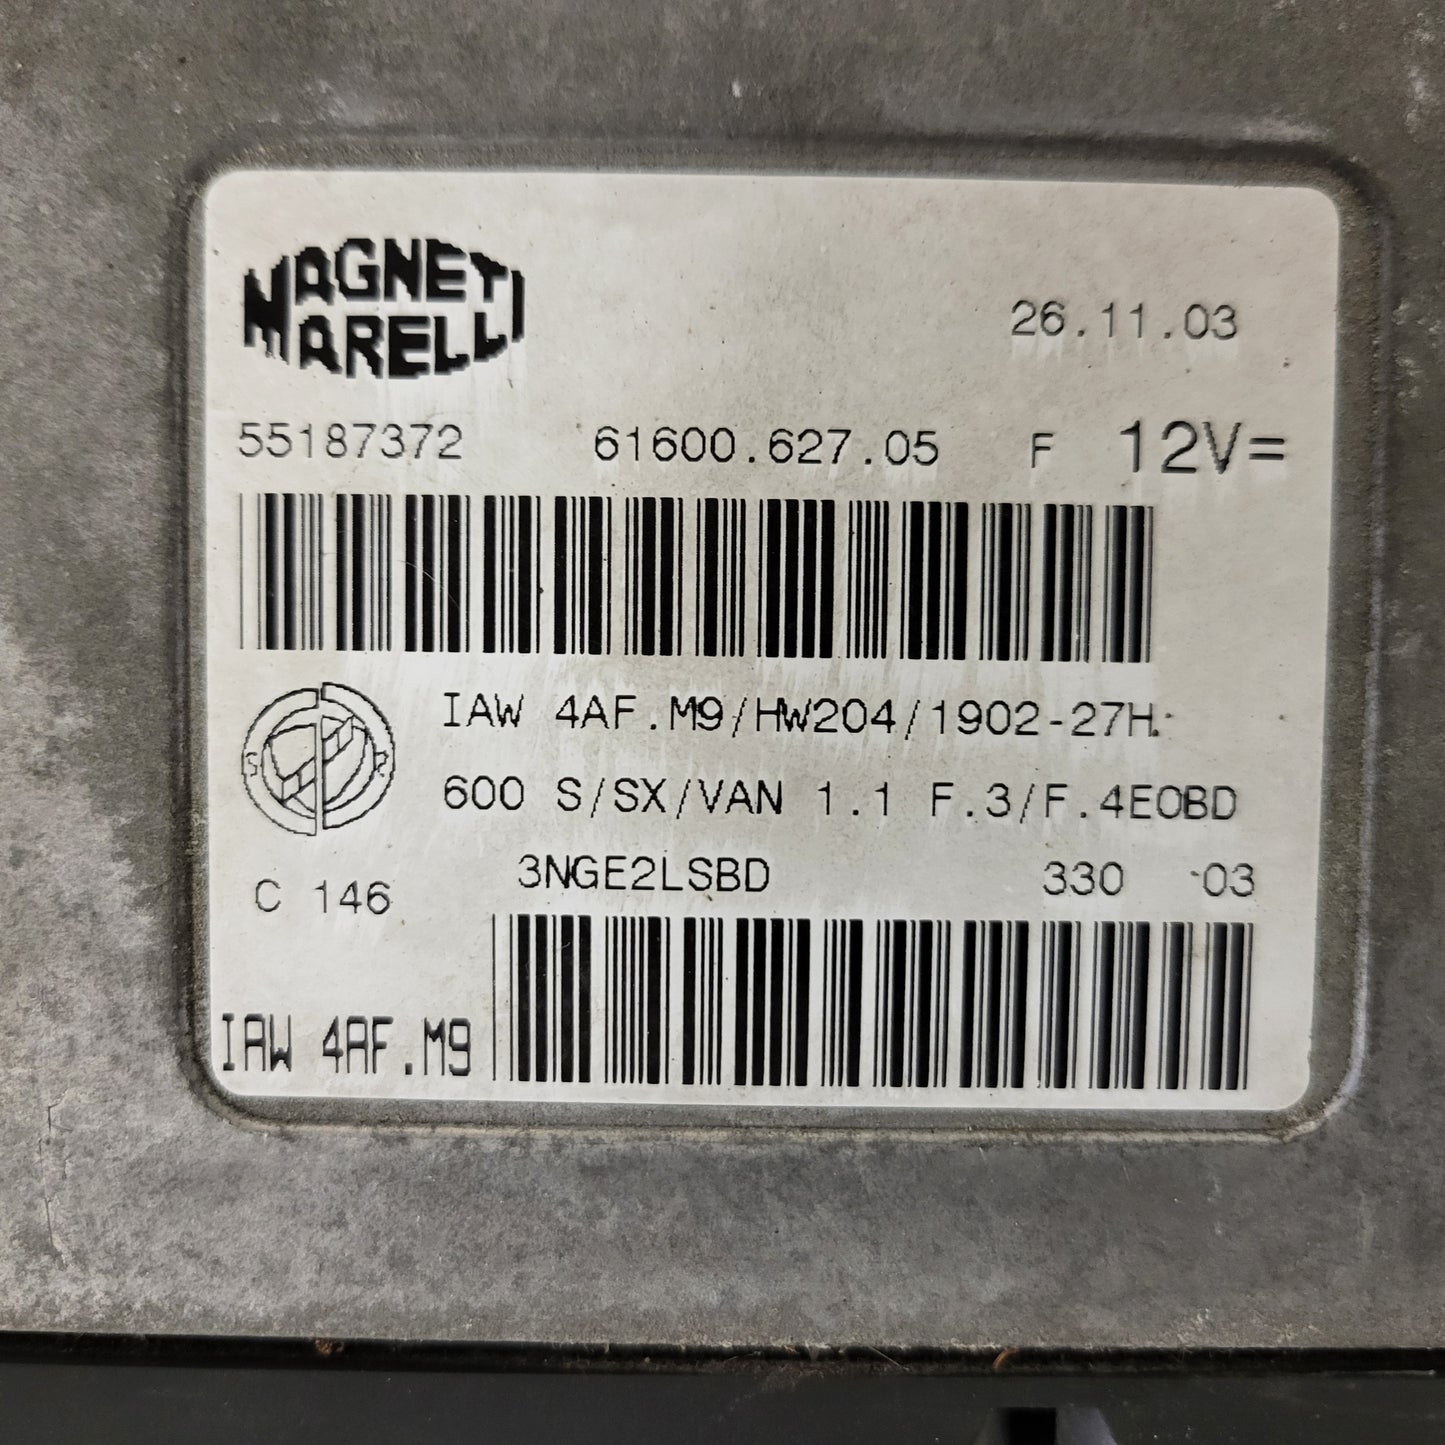 MAGNETI
MARELLI
26.11.03
55187372 61600.627.05 F 12V=
IAW 4AF.M9/HW204/1902-27H.
S R
600 S/SX/VAN 1.1 F.3/F.4EOBD
C 146 3NGE2LSBD 330 03
IAW 4AF.M9